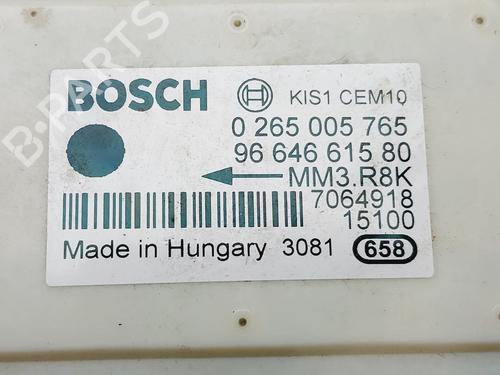 B-PARTS
BOSCH KIS1 CEM10
0 265 005 765
96 646 615 80
MM3.R8K
7064918
15100
Made in Hungary 3081 658